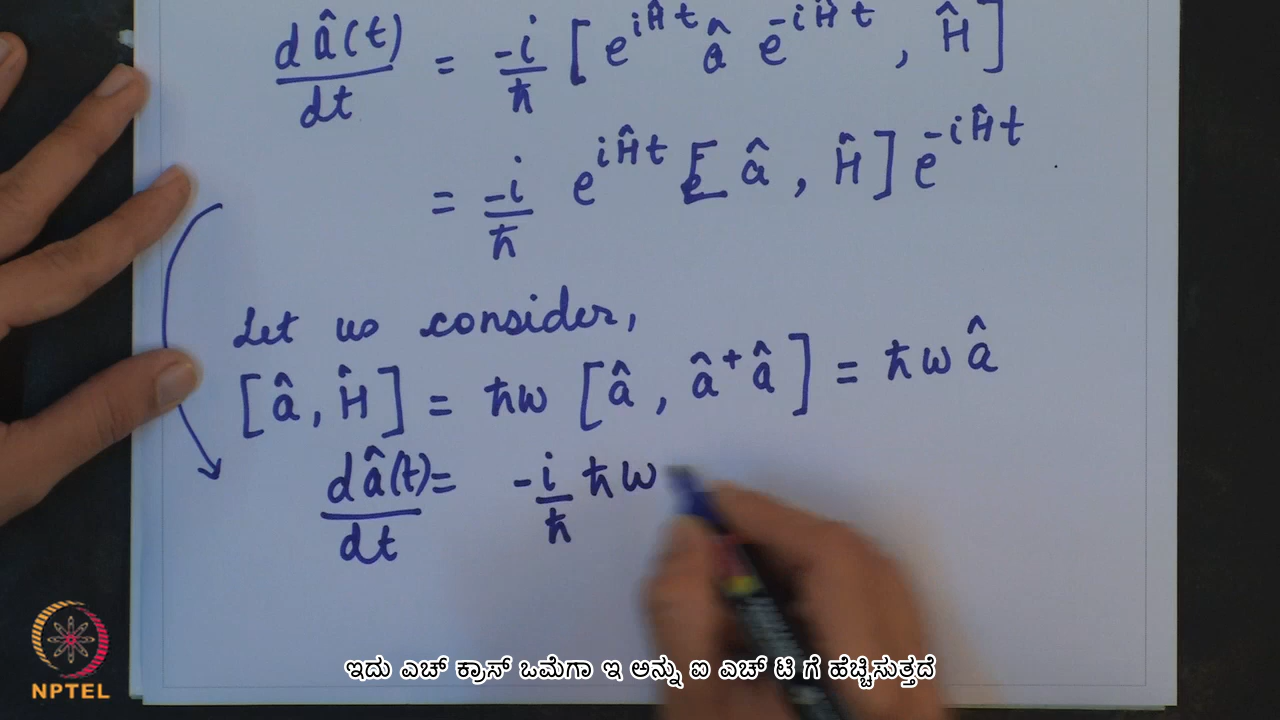 dâ(t)/dt = -i/ħ [ e^{iĤt} â e^{-iĤt} , Ĥ ]
= -i/ħ e^{iĤt} [ â , Ĥ ] e^{-iĤt}
Let us consider,
[ â , Ĥ ] = ħω [ â , â⁺â ] = ħω â
dâ(t)/dt = -i/ħ ħω
ಇದು ಎಚ್ ಕ್ರಾಸ್ ಒಮೆಗಾ ಇ ಅನ್ನು ಐ ಎಚ್ ಟಿ ಗೆ ಹೆಚ್ಚಿಸುತ್ತದೆ
NPTEL